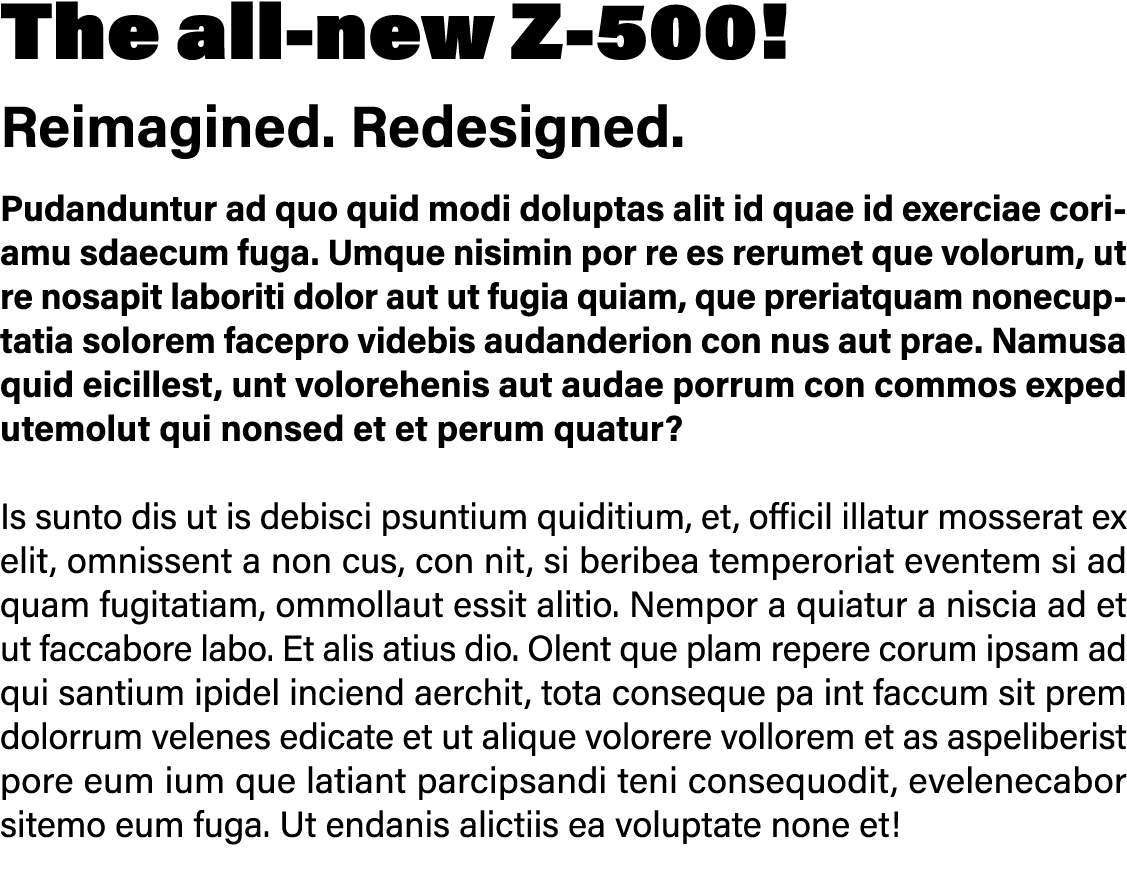 The all-new Z-500!
Reimagined. Redesigned.
Pudanduntur ad quo quid modi doluptas alit id quae id exerciae cori-
amu sdaecum fuga. Umque nisimin por re es rerumet que volorum, ut
re nosapit laboriti dolor aut ut fugia quiam, que preriatquam nonecup-
tatia solorem facepro videbis audanderion con nus aut prae. Namusa
quid eicillest, unt volorehenis aut audae porrum con commos exped
utemolut qui nonsed et et perum quatur?
Is sunto dis ut is debisci psuntium quiditium, et, officil illatur mosserat ex
elit, omnissent a non cus, con nit, si beribea temperoriat eventem si ad
quam fugitatiam, ommollaut essit alitio. Nempor a quiatur a niscia ad et
ut faccabore labo. Et alis atius dio. Olent que plam repere corum ipsam ad
qui santium ipidel inciend aerchit, tota conseque pa int faccum sit prem
dolorrum velenes edicate et ut alique volorere vollorem et as aspeliberist
pore eum ium que latiant parcipsandi teni consequodit, evelenecabor
sitemo eum fuga. Ut endanis alictiis ea voluptate none et!